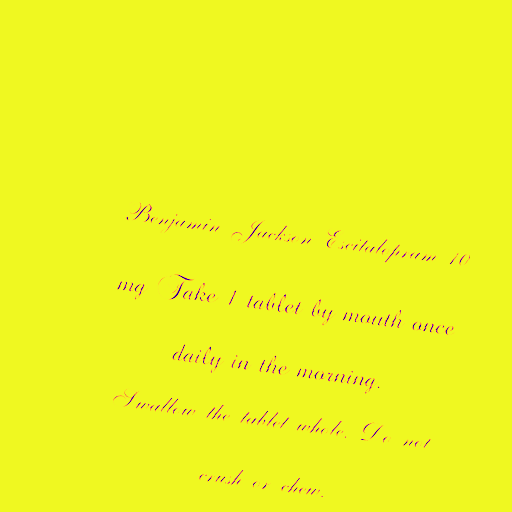 Benjamin Jackson Escitalopram 10
mg Take 1 tablet by mouth once
daily in the morning.
Swallow the tablet whole. Do not
crush or chew.